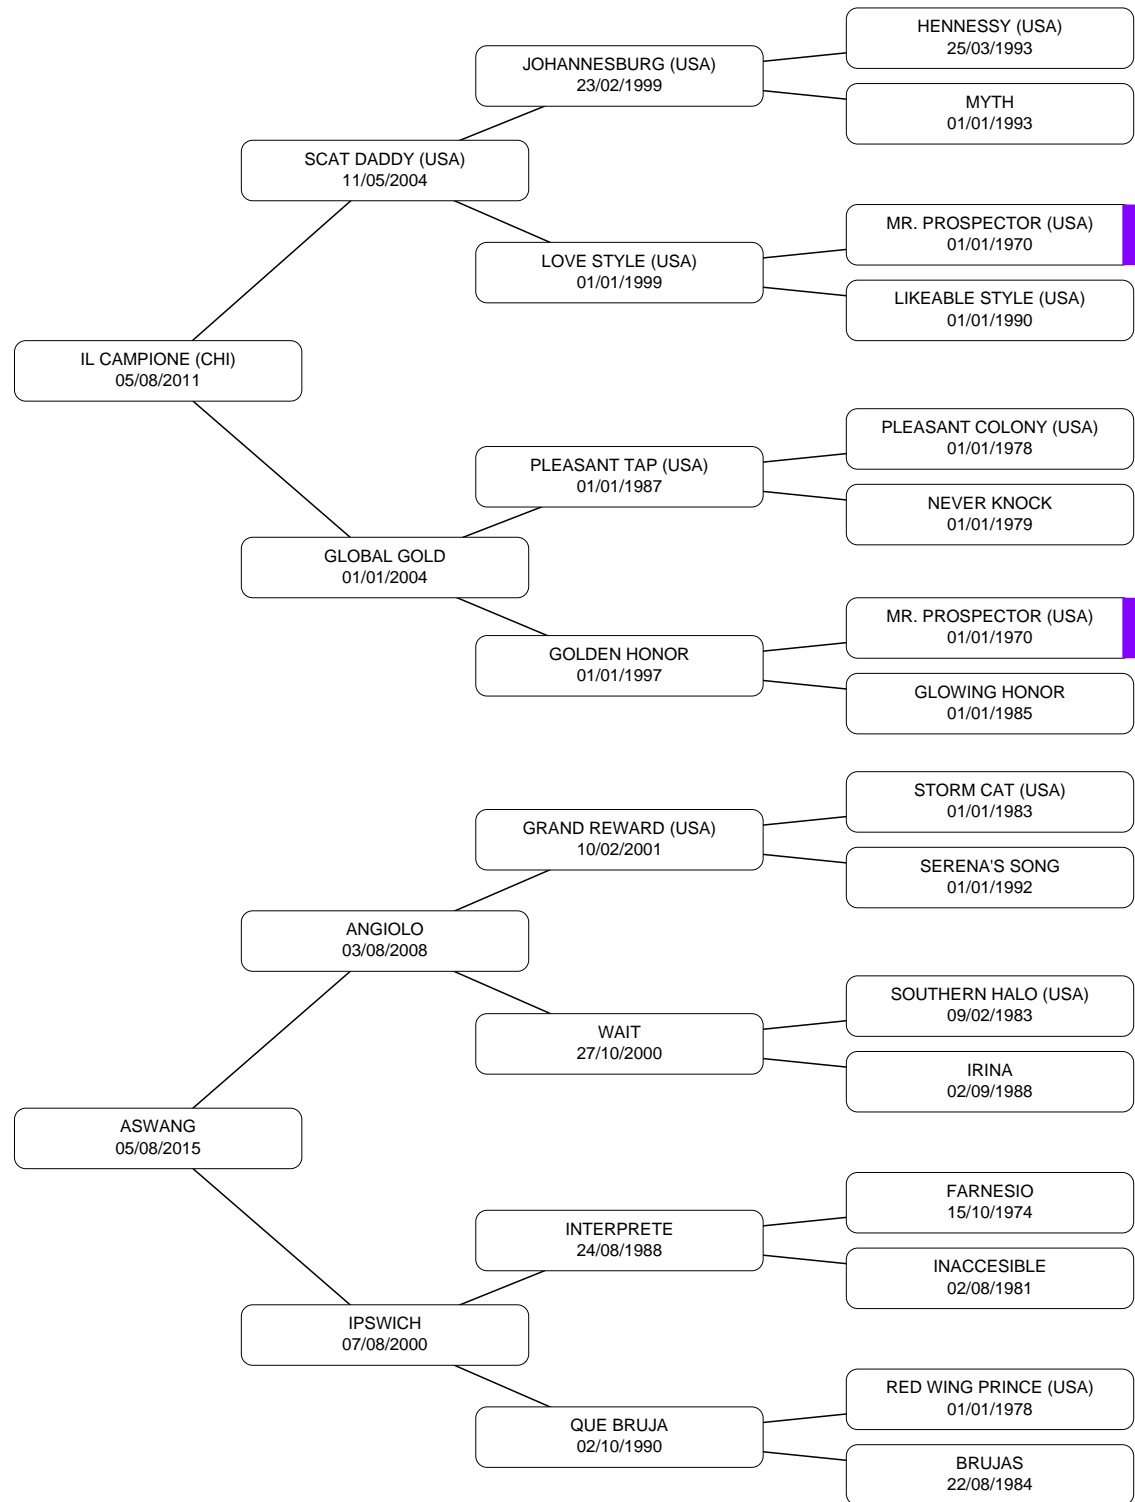 HENNESSY (USA)
25/03/1993
JOHANNESBURG (USA)
23/02/1999
MYTH
01/01/1993
SCAT DADDY (USA)
11/05/2004
MR. PROSPECTOR (USA)
01/01/1970
LOVE STYLE (USA)
01/01/1999
LIKEABLE STYLE (USA)
01/01/1990
IL CAMPIONE (CHI)
05/08/2011
PLEASANT COLONY (USA)
01/01/1978
PLEASANT TAP (USA)
01/01/1987
NEVER KNOCK
01/01/1979
GLOBAL GOLD
01/01/2004
MR. PROSPECTOR (USA)
01/01/1970
GOLDEN HONOR
01/01/1997
GLOWING HONOR
01/01/1985
STORM CAT (USA)
01/01/1983
GRAND REWARD (USA)
10/02/2001
SERENA'S SONG
01/01/1992
ANGIOLO
03/08/2008
SOUTHERN HALO (USA)
09/02/1983
WAIT
27/10/2000
IRINA
02/09/1988
ASWANG
05/08/2015
FARNESIO
15/10/1974
INTERPRETE
24/08/1988
INACCESIBLE
02/08/1981
IPSWICH
07/08/2000
RED WING PRINCE (USA)
01/01/1978
QUE BRUJA
02/10/1990
BRUJAS
22/08/1984